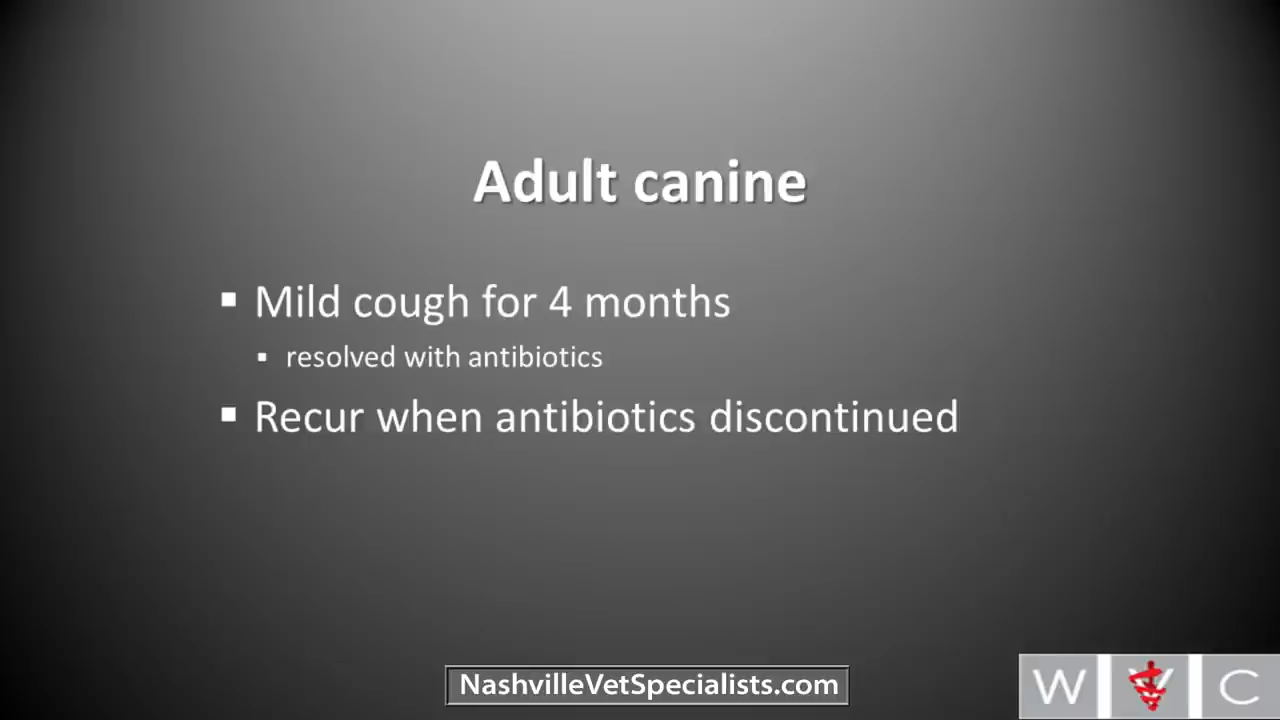 Adult canine
▪ Mild cough for 4 months
▪ resolved with antibiotics
▪ Recur when antibiotics discontinued
NashvilleVetSpecialists.com
W V C